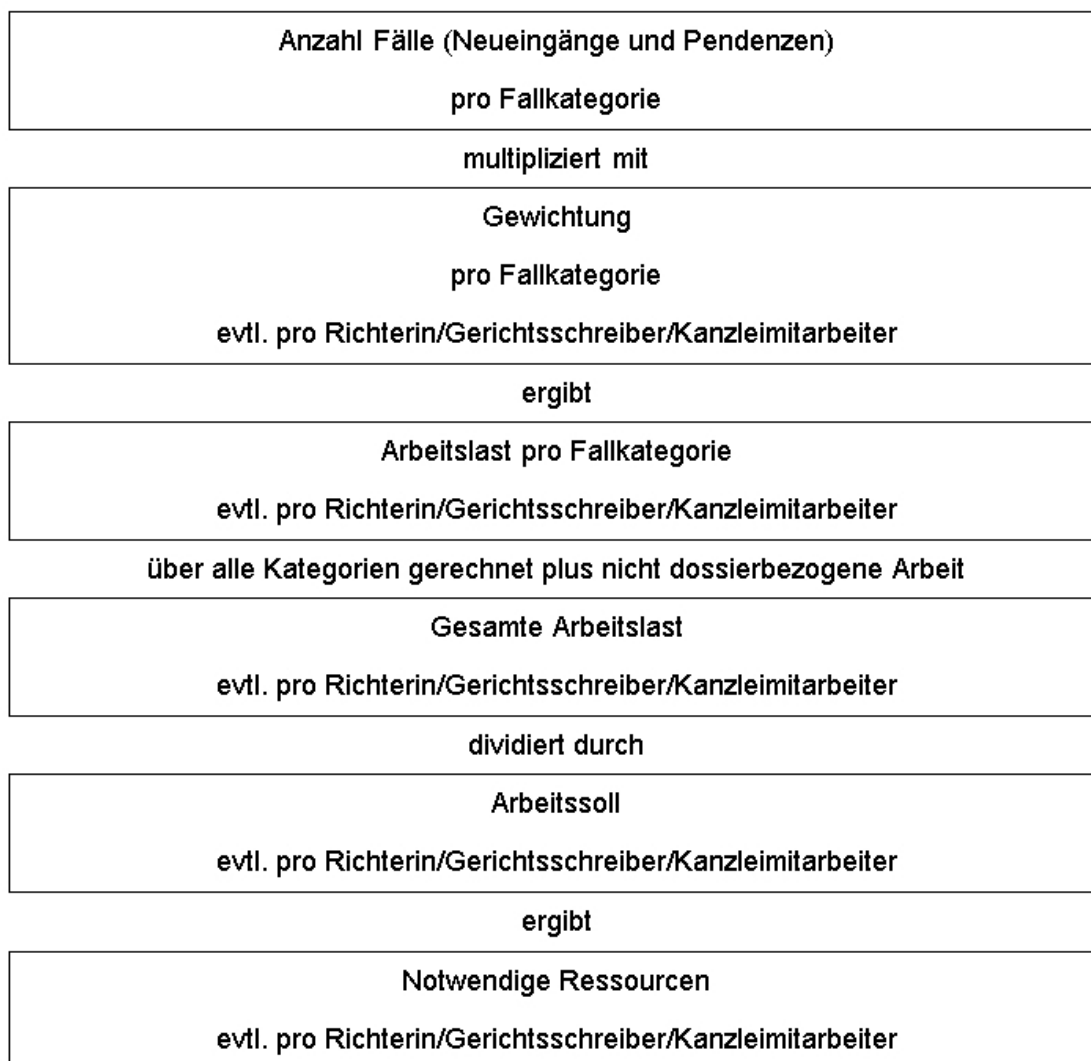 Anzahl Fälle (Neueingänge und Pendenzen)
pro Fallkategorie
multipliziert mit
Gewichtung
pro Fallkategorie
evtl. pro Richterin/Gerichtsschreiber/Kanzleimitarbeiter
ergibt
Arbeitslast pro Fallkategorie
evtl. pro Richterin/Gerichtsschreiber/Kanzleimitarbeiter
über alle Kategorien gerechnet plus nicht dossierbezogene Arbeit
Gesamte Arbeitslast
evtl. pro Richterin/Gerichtsschreiber/Kanzleimitarbeiter
dividiert durch
Arbeitssoll
evtl. pro Richterin/Gerichtsschreiber/Kanzleimitarbeiter
ergibt
Notwendige Ressourcen
evtl. pro Richterin/Gerichtsschreiber/Kanzleimitarbeiter